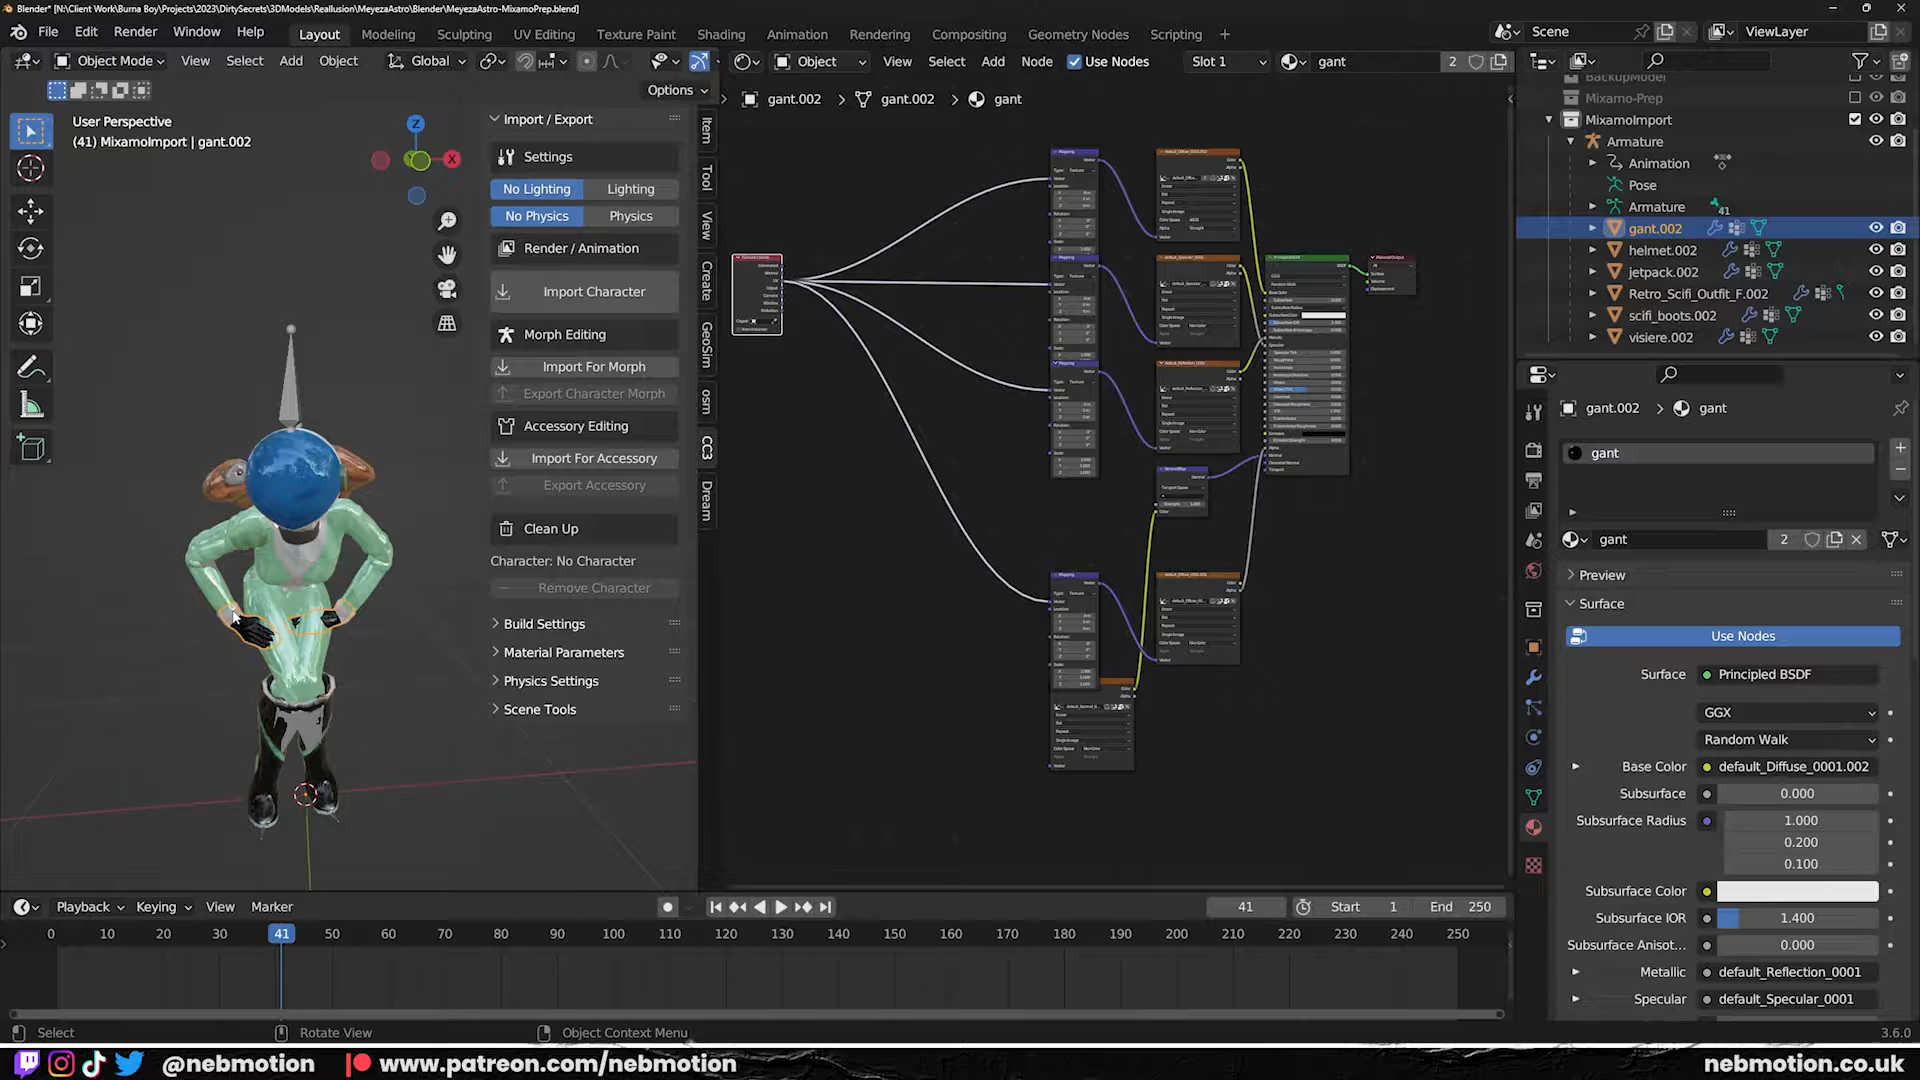 Blender* [N:\Client Work\Burna Boy\Projects\2023\DirtySecrets\3DModels\Reallusion\MeyezaAstro\Blender\MeyezaAstro-MixamoPrep.blend]
File Edit Render Window Help
Layout Modeling Sculpting UV Editing Texture Paint Shading Animation Rendering Compositing Geometry Nodes Scripting +
Scene
ViewLayer
Object Mode View Select Add Object Global
Object View Select Add Node Use Nodes Slot 1 gant 2
Options
gant.002 > gant.002 > gant
User Perspective
(41) MixamoImport | gant.002
Z
X
Import / Export
Settings
No Lighting Lighting
No Physics Physics
Render / Animation
Import Character
Morph Editing
Import For Morph
Export Character Morph
Accessory Editing
Import For Accessory
Export Accessory
Clean Up
Character: No Character
Remove Character
Build Settings
Material Parameters
Physics Settings
Scene Tools
Item
Tool
View
Create
GeoSim
osm
CC3
Dream
BackupModel
Mixamo-Prep
MixamoImport
Armature
Animation
Pose
Armature 41
gant.002
helmet.002
jetpack.002
Retro_Scifi_Outfit_F.002
scifi_boots.002
visiere.002
gant.002 > gant
gant
gant 2
Preview
Surface
Use Nodes
Surface Principled BSDF
GGX
Random Walk
Base Color default_Diffuse_0001.002
Subsurface 0.000
Subsurface Radius 1.000
0.200
0.100
Subsurface Color
Subsurface IOR 1.400
Subsurface Anisot... 0.000
Metallic default_Reflection_0001
Specular default_Specular_0001
Playback Keying View Marker
41 Start 1 End 250
0 10 20 30 41 50 60 70 80 90 100 110 120 130 140 150 160 170 180 190 200 210 220 230 240 250
Select Rotate View Object Context Menu
3.6.0
@nebmotion www.patreon.com/nebmotion nebmotion.co.uk